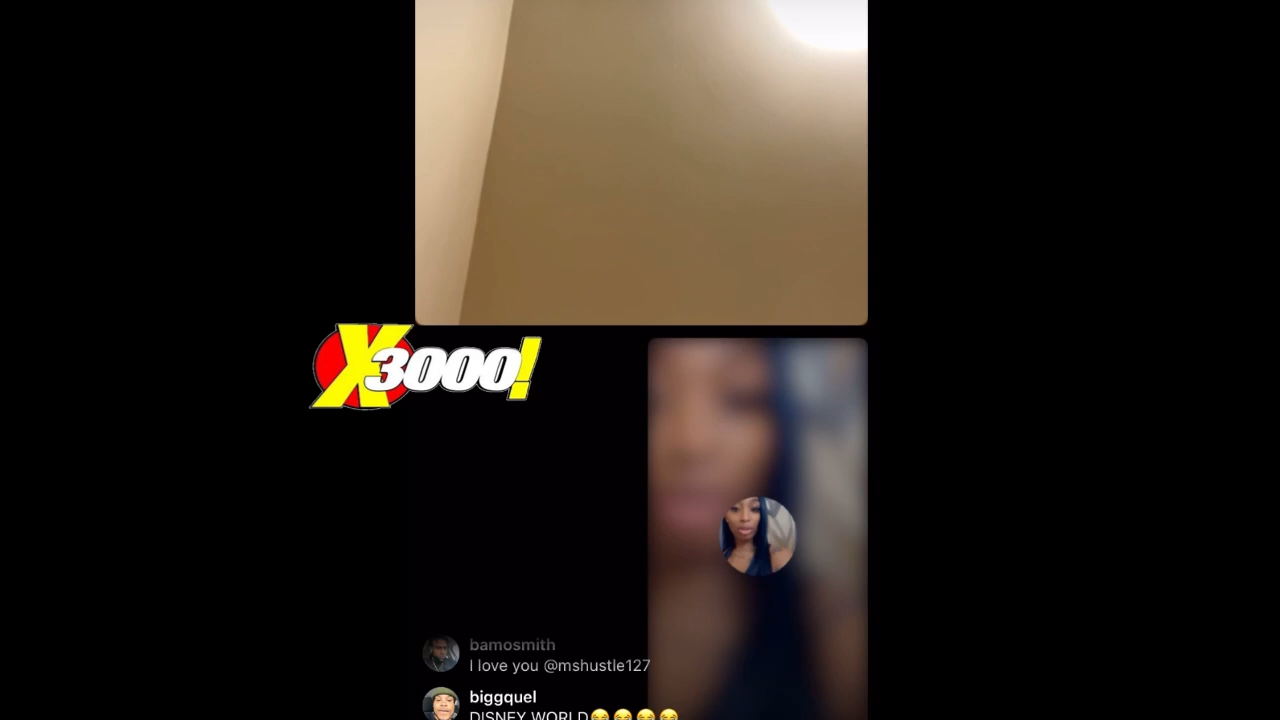 X3000!
bamosmith
I love you @mshustle127
biggquel
DISNEY WORLD😂😂😂😂